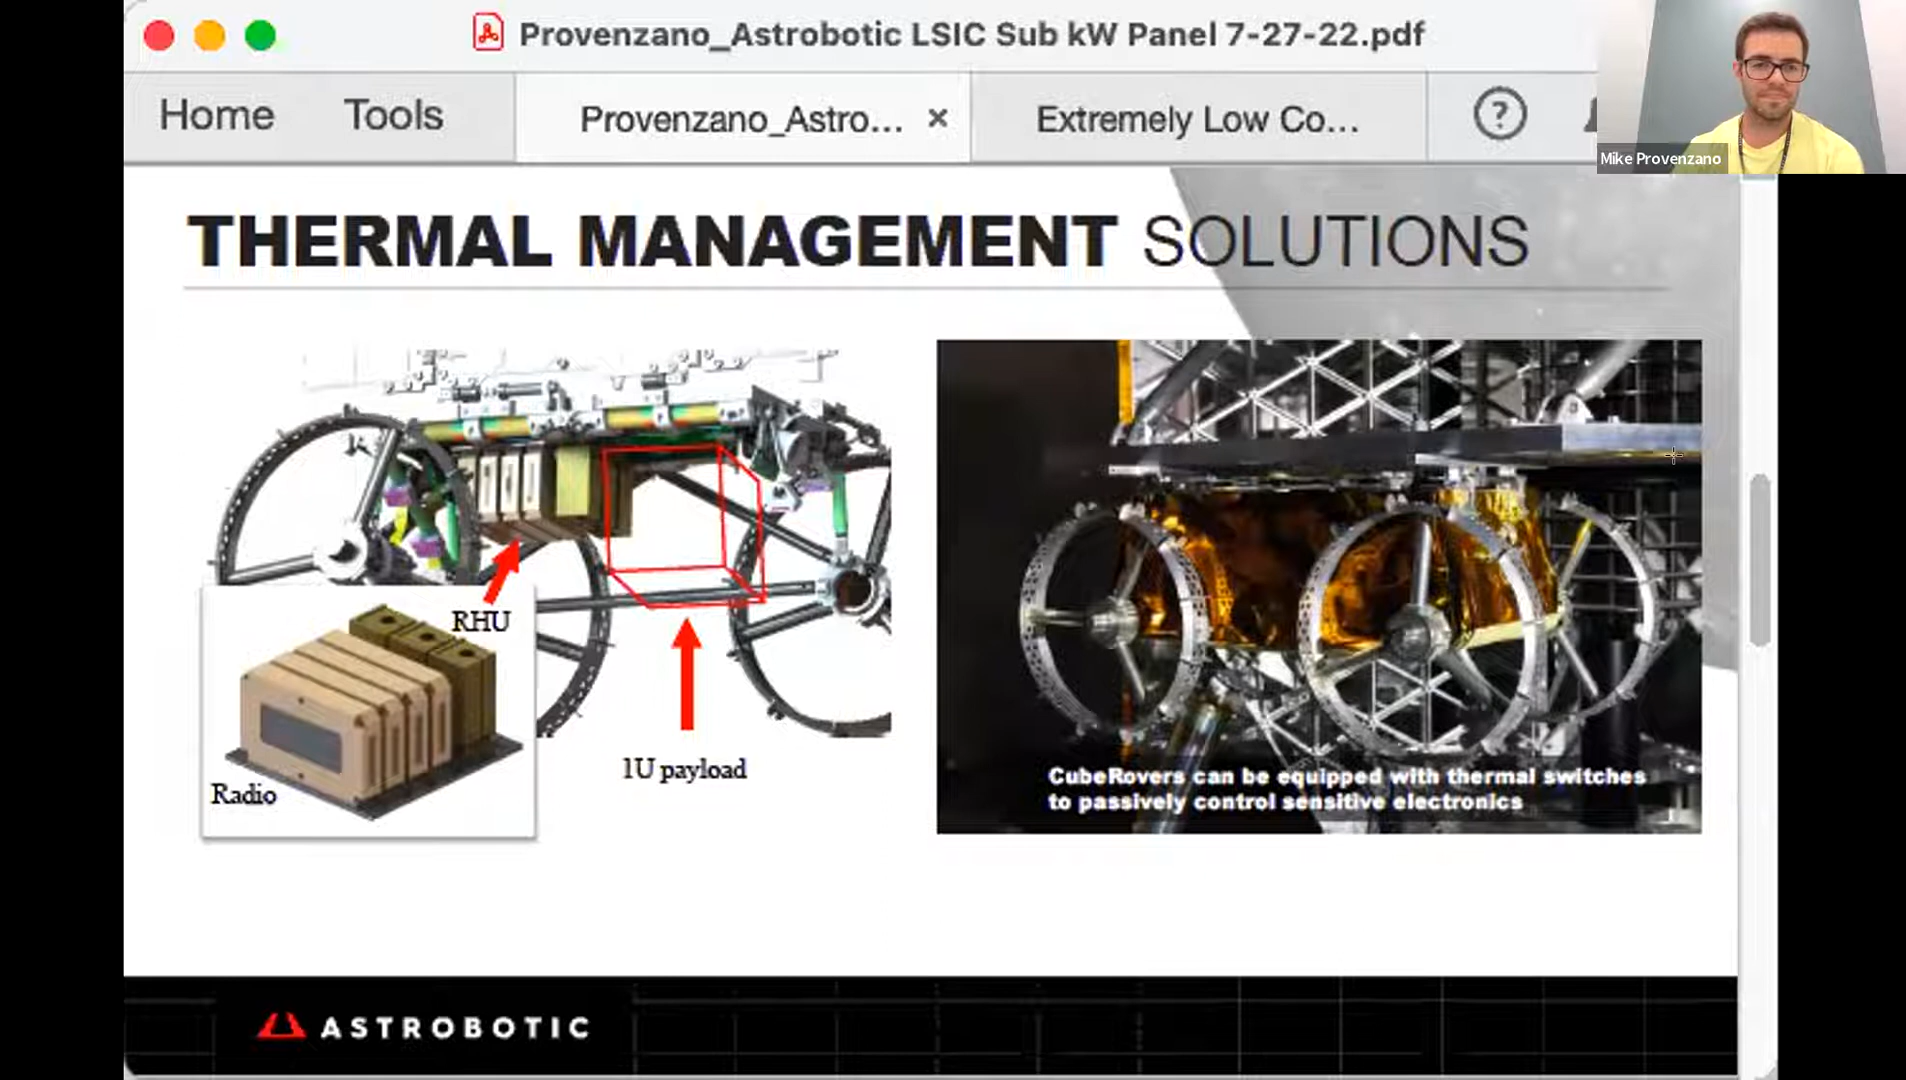 Provenzano_Astrobotic LSIC Sub kW Panel 7-27-22.pdf
Home
Tools
Provenzano_Astro... ×
Extremely Low Co...
?
Mike Provenzano
THERMAL MANAGEMENT SOLUTIONS
RHU
Radio
1U payload
CubeRovers can be equipped with thermal switches
to passively control sensitive electronics
ASTROBOTIC